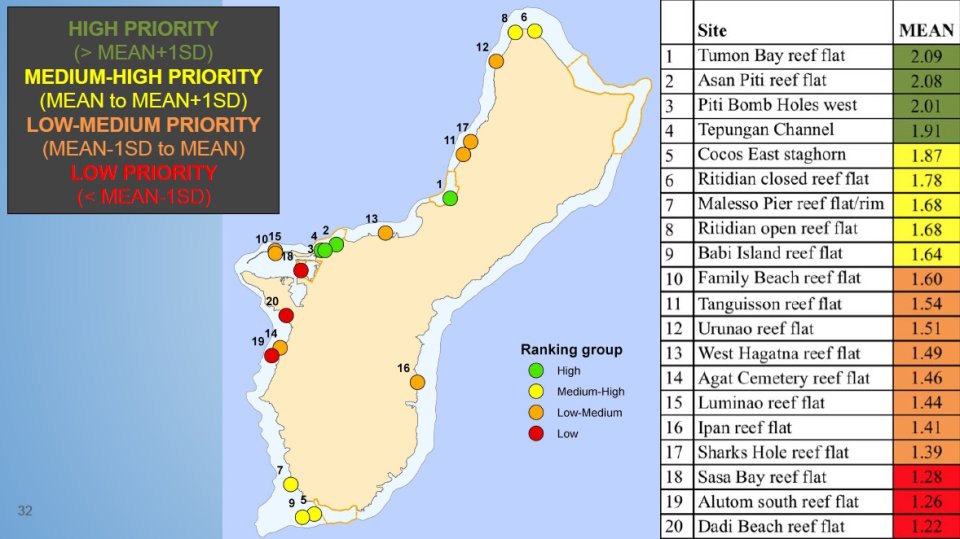 HIGH PRIORITY
(> MEAN+1SD)
MEDIUM-HIGH PRIORITY
(MEAN to MEAN+1SD)
LOW-MEDIUM PRIORITY
(MEAN-1SD to MEAN)
LOW PRIORITY
(< MEAN-1SD)
8 6
12
17
11
1
13
2
4
3
10 15
18
20
14
19
16
7
5
9
Ranking group
High
Medium-High
Low-Medium
Low
Site MEAN
1 Tumon Bay reef flat 2.09
2 Asan Piti reef flat 2.08
3 Piti Bomb Holes west 2.01
4 Tepungan Channel 1.91
5 Cocos East staghorn 1.87
6 Ritidian closed reef flat 1.78
7 Malesso Pier reef flat/rim 1.68
8 Ritidian open reef flat 1.68
9 Babi Island reef flat 1.64
10 Family Beach reef flat 1.60
11 Tanguisson reef flat 1.54
12 Urunao reef flat 1.51
13 West Hagatna reef flat 1.49
14 Agat Cemetery reef flat 1.46
15 Luminao reef flat 1.44
16 Ipan reef flat 1.41
17 Sharks Hole reef flat 1.39
18 Sasa Bay reef flat 1.28
19 Alutom south reef flat 1.26
20 Dadi Beach reef flat 1.22
32